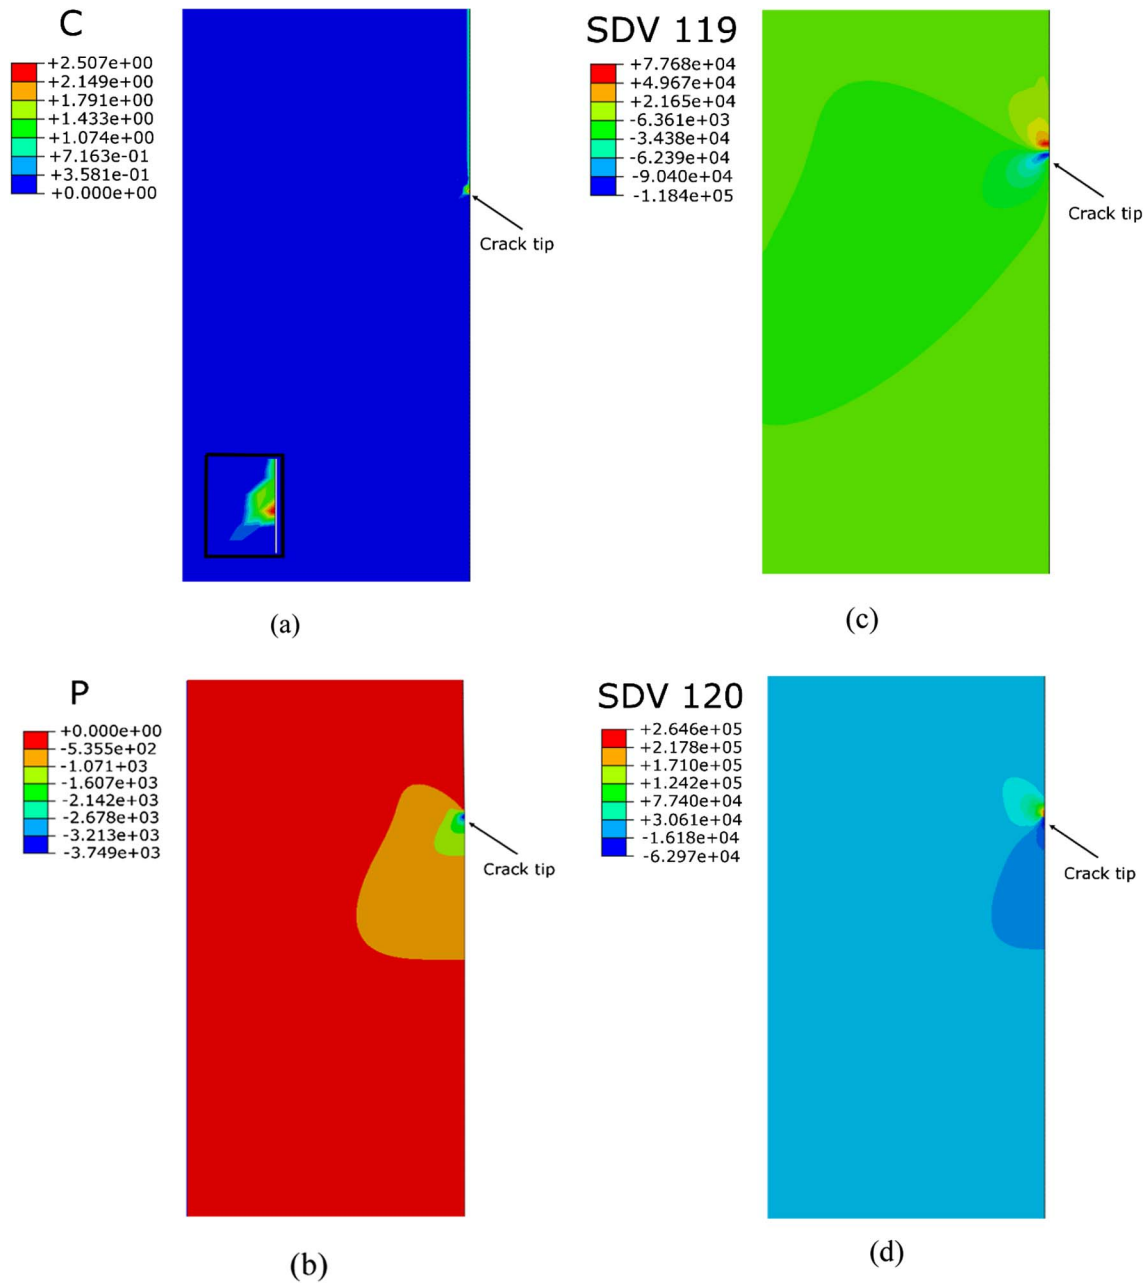 C
+2.507e+00
+2.149e+00
+1.791e+00
+1.433e+00
+1.074e+00
+7.163e-01
+3.581e-01
+0.000e+00
Crack tip
(a)
SDV 119
+7.768e+04
+4.967e+04
+2.165e+04
-6.361e+03
-3.438e+04
-6.239e+04
-9.040e+04
-1.184e+05
Crack tip
(c)
P
+0.000e+00
-5.355e+02
-1.071+03
-1.607e+03
-2.142e+03
-2.678e+03
-3.213e+03
-3.749e+03
Crack tip
(b)
SDV 120
+2.646e+05
+2.178e+05
+1.710e+05
+1.242e+05
+7.740e+04
+3.061e+04
-1.618e+04
-6.297e+04
Crack tip
(d)